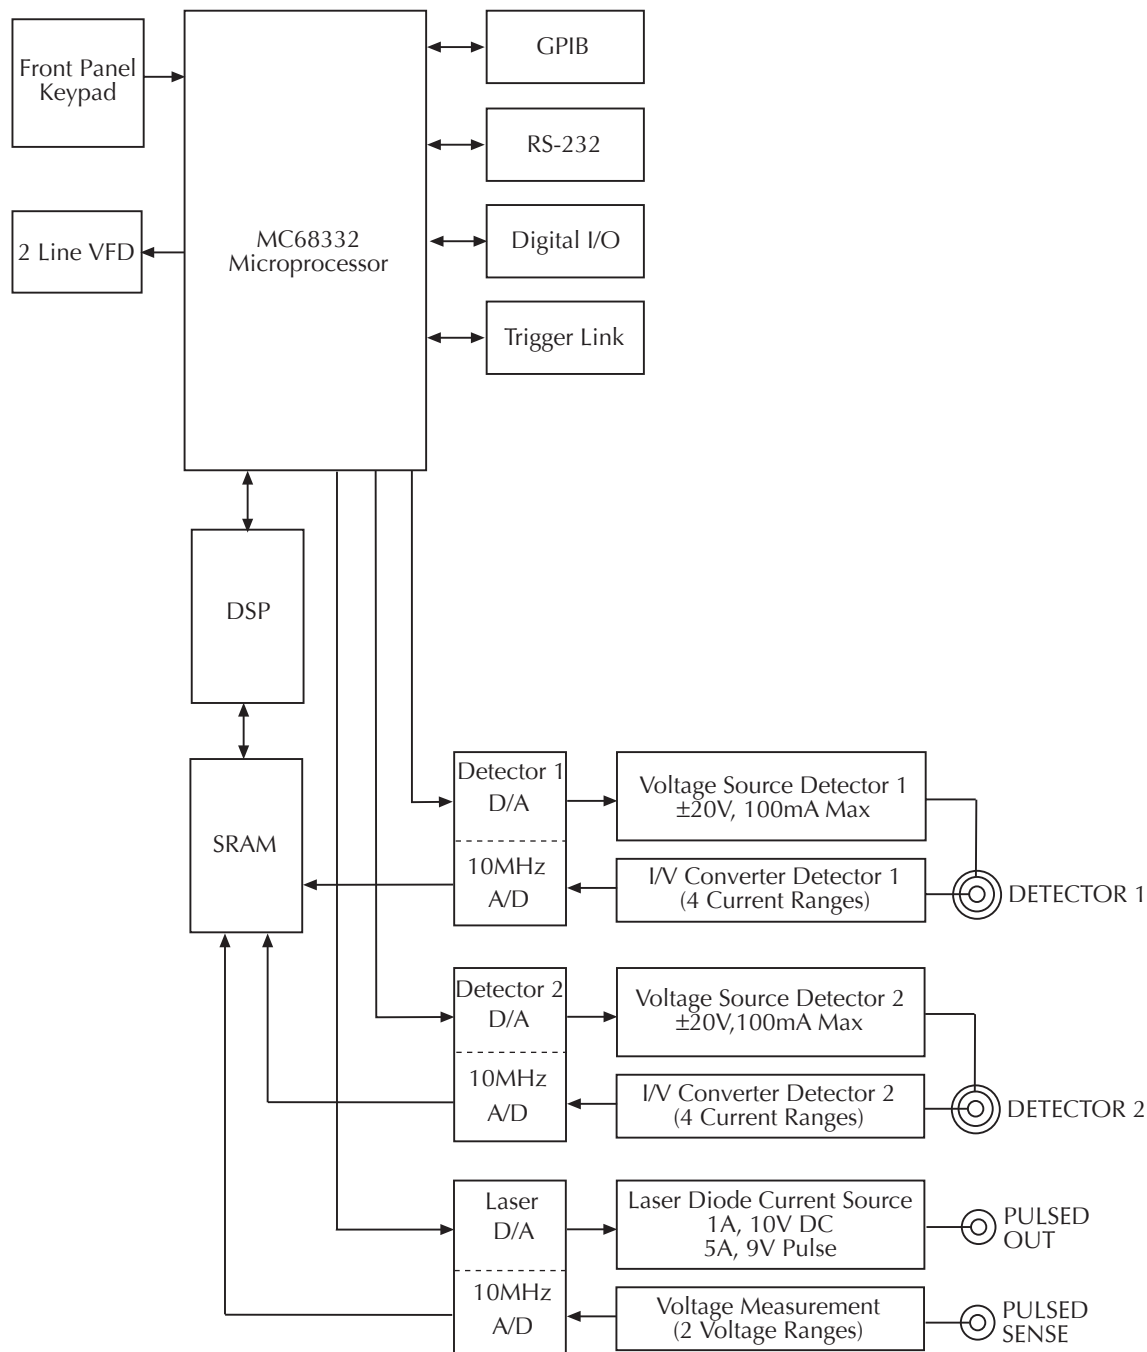 Front Panel
Keypad
2 Line VFD
MC68332
Microprocessor
GPIB
RS-232
Digital I/O
Trigger Link
DSP
SRAM
Detector 1
D/A
10MHz
A/D
Voltage Source Detector 1
±20V, 100mA Max
I/V Converter Detector 1
(4 Current Ranges)
DETECTOR 1
Detector 2
D/A
10MHz
A/D
Voltage Source Detector 2
±20V,100mA Max
I/V Converter Detector 2
(4 Current Ranges)
DETECTOR 2
Laser
D/A
10MHz
A/D
Laser Diode Current Source
1A, 10V DC
5A, 9V Pulse
PULSED
OUT
Voltage Measurement
(2 Voltage Ranges)
PULSED
SENSE